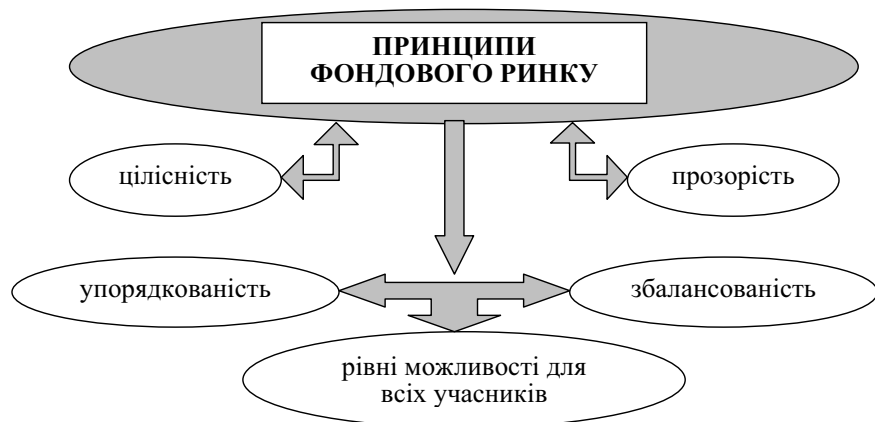 ПРИНЦИПИ
ФОНДОВОГО РИНКУ
цілісність
прозорість
упорядкованість
збалансованість
рівні можливості для
всіх учасників